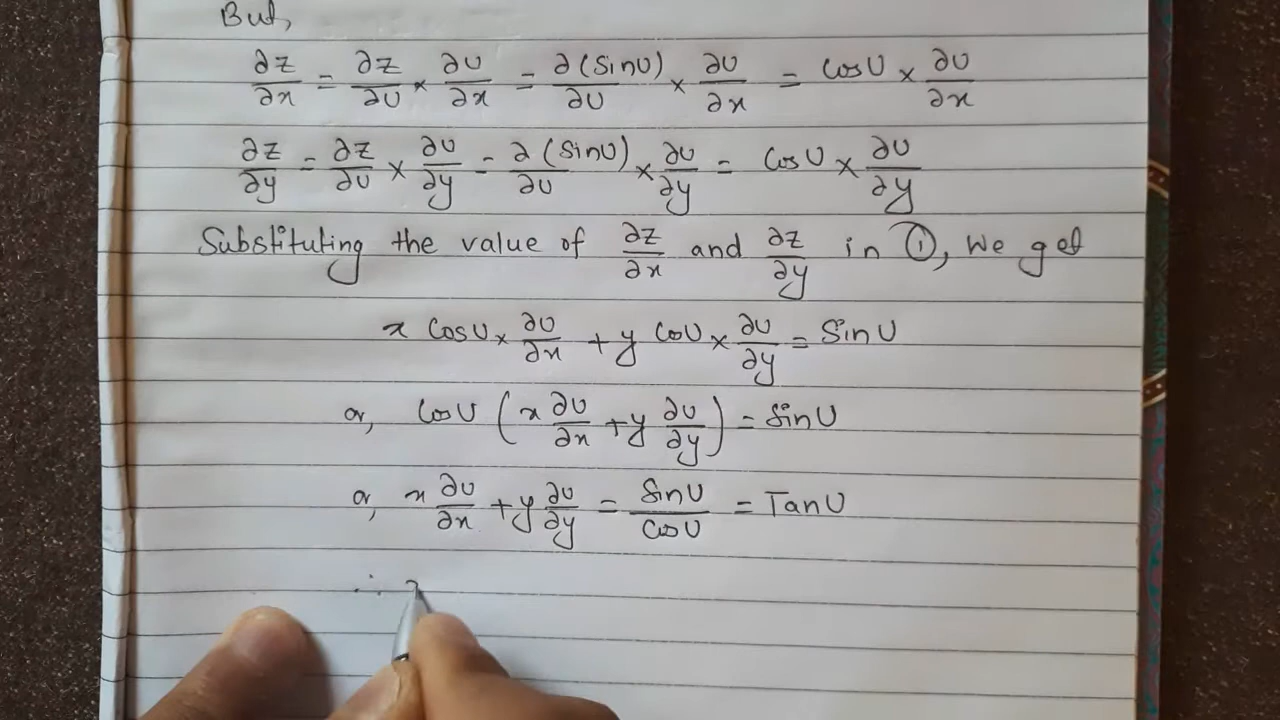 But,
∂z/∂x = ∂z/∂U × ∂U/∂x = ∂(SinU)/∂U × ∂U/∂x = CosU × ∂U/∂x
∂z/∂y = ∂z/∂U × ∂U/∂y = ∂(SinU)/∂U × ∂U/∂y = CosU × ∂U/∂y
Substituting the value of ∂z/∂x and ∂z/∂y in ①, We get
x CosU × ∂U/∂x + y CosU × ∂U/∂y = SinU
or, CosU (x ∂U/∂x + y ∂U/∂y) = SinU
or, x ∂U/∂x + y ∂U/∂y = SinU/CosU = TanU
∴